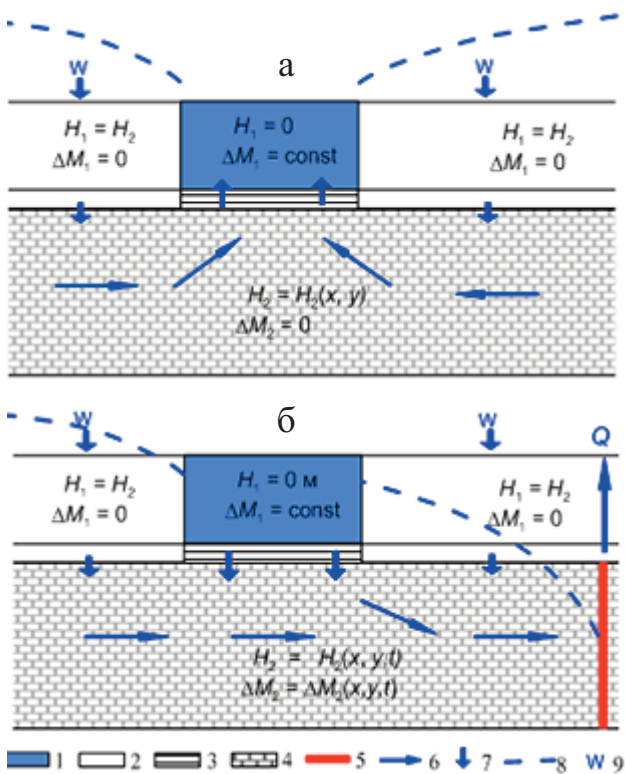 а
W W
H₁ = 0
ΔM₁ = const
H₁ = H₂
ΔM₁ = 0
H₁ = H₂
ΔM₁ = 0
H₂ = H₂(x, y)
ΔM₂ = 0
б
W W
Q
H₁ = H₂
ΔM₁ = 0
H₁ = 0 м
ΔM₁ = const
H₁ = H₂
ΔM₁ = 0
H₂ = H₂(x, y,t)
ΔM₂ = ΔM₂(x,y,t)
1 2 3 4 5 6 7 8 W 9